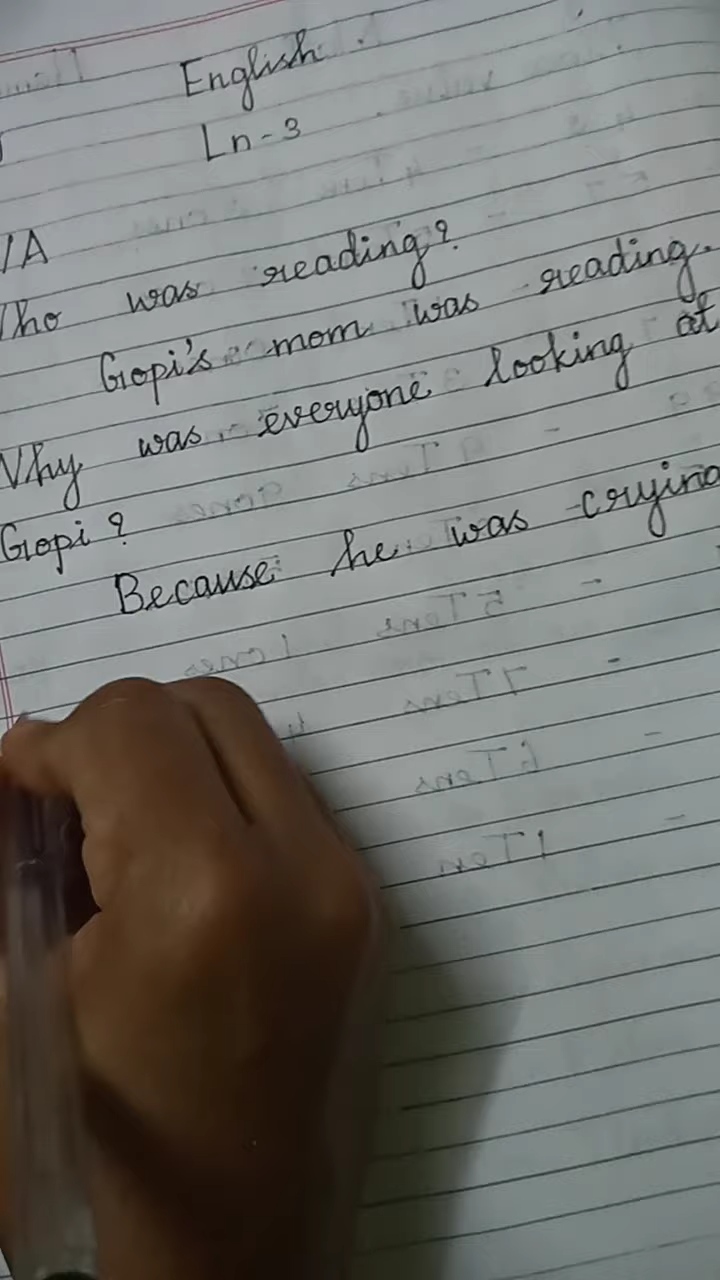 English
Ln-3
/A
Who was reading?
Gopi's mom was reading.
Why was everyone looking at
Gopi?
Because he was crying